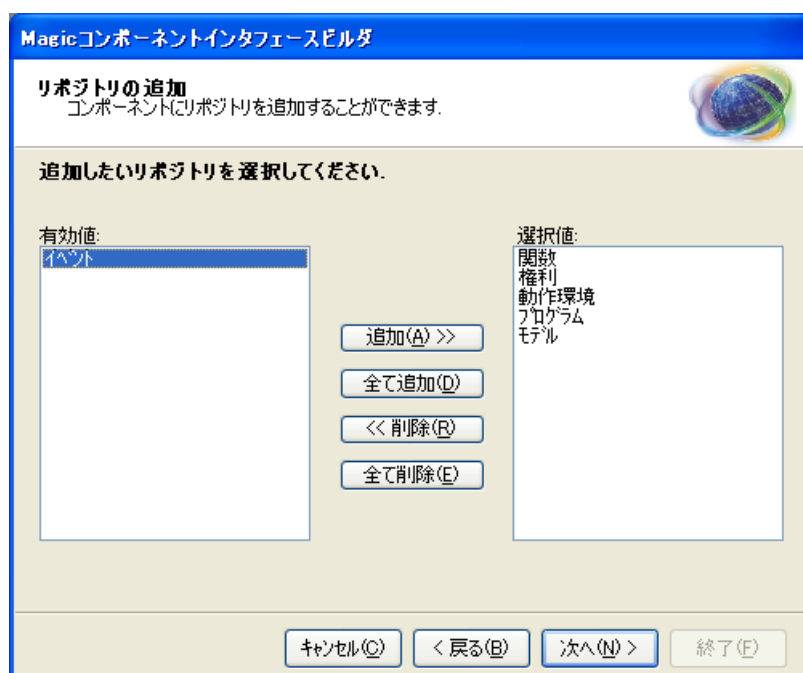 Magicコンポーネントインタフェースビルダ
リポジトリの追加
コンポーネントにリポジトリを追加することができます.
追加したいリポジトリを選択してください.
有効値:
イベント
選択値:
関数
権利
動作環境
プログラム
モデル
追加(A) >>
全て追加(D)
<< 削除(R)
全て削除(E)
キャンセル(C)
< 戻る(B)
次へ(N) >
終了(F)